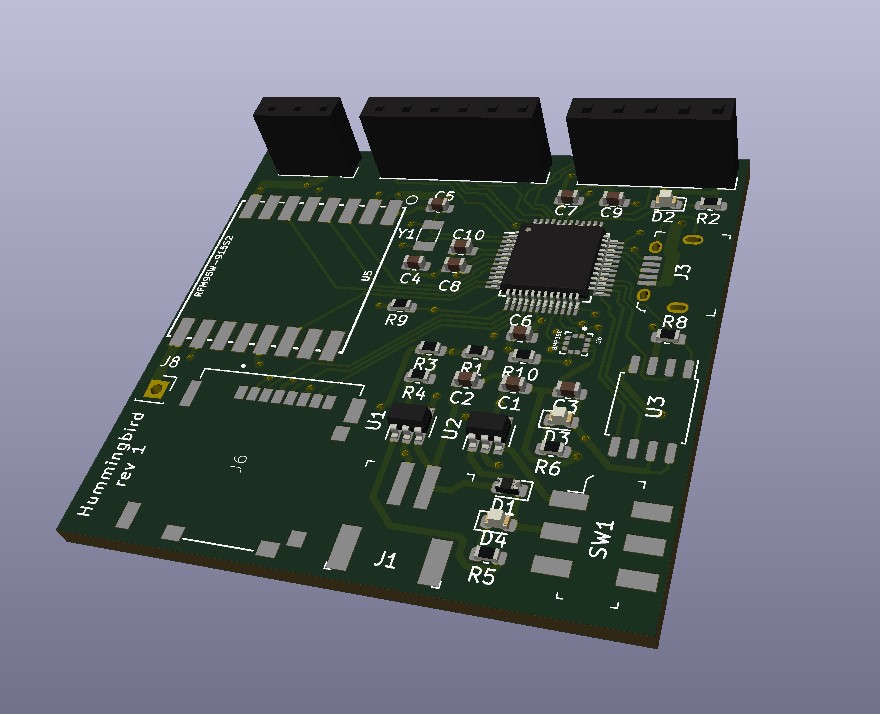 C5
C7
C9
D2
R2
Y1
C10
RFM95W-915S2
U5
C4
C8
J3
R9
C6
R8
J8
R3
R1
R10
R4
C2
C1
C3
U1
U2
U3
D3
Hummingbird
rev 1
J6
R6
D1
D4
SW1
J1
R5